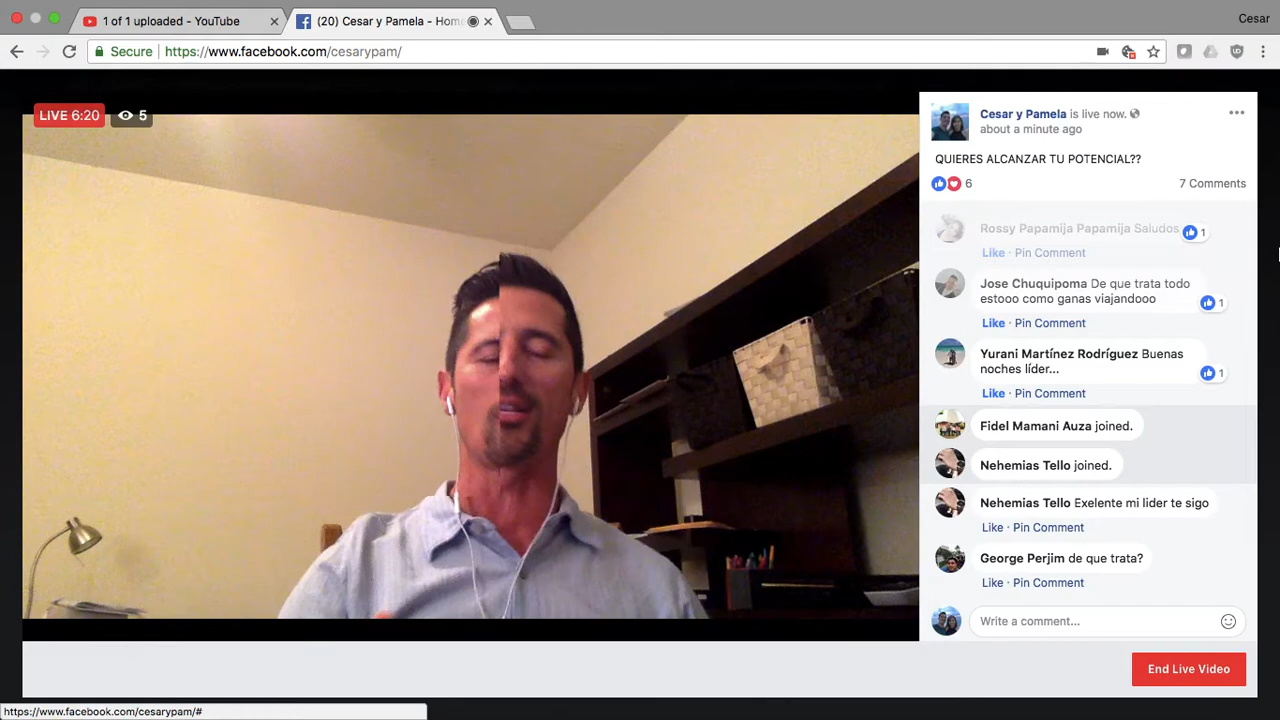 1 of 1 uploaded - YouTube
(20) Cesar y Pamela - Hom
Cesar
Secure
https://www.facebook.com/cesarypam/
LIVE 6:20
5
Cesar y Pamela is live now.
about a minute ago
QUIERES ALCANZAR TU POTENCIAL??
6
7 Comments
Rossy Papamija Papamija Saludos
1
Like · Pin Comment
Jose Chuquipoma De que trata todo
estooo como ganas viajandooo
1
Like · Pin Comment
Yurani Martínez Rodríguez Buenas
noches líder...
1
Like · Pin Comment
Fidel Mamani Auza joined.
Nehemias Tello joined.
Nehemias Tello Exelente mi lider te sigo
Like · Pin Comment
George Perjim de que trata?
Like · Pin Comment
Write a comment...
End Live Video
https://www.facebook.com/cesarypam/#